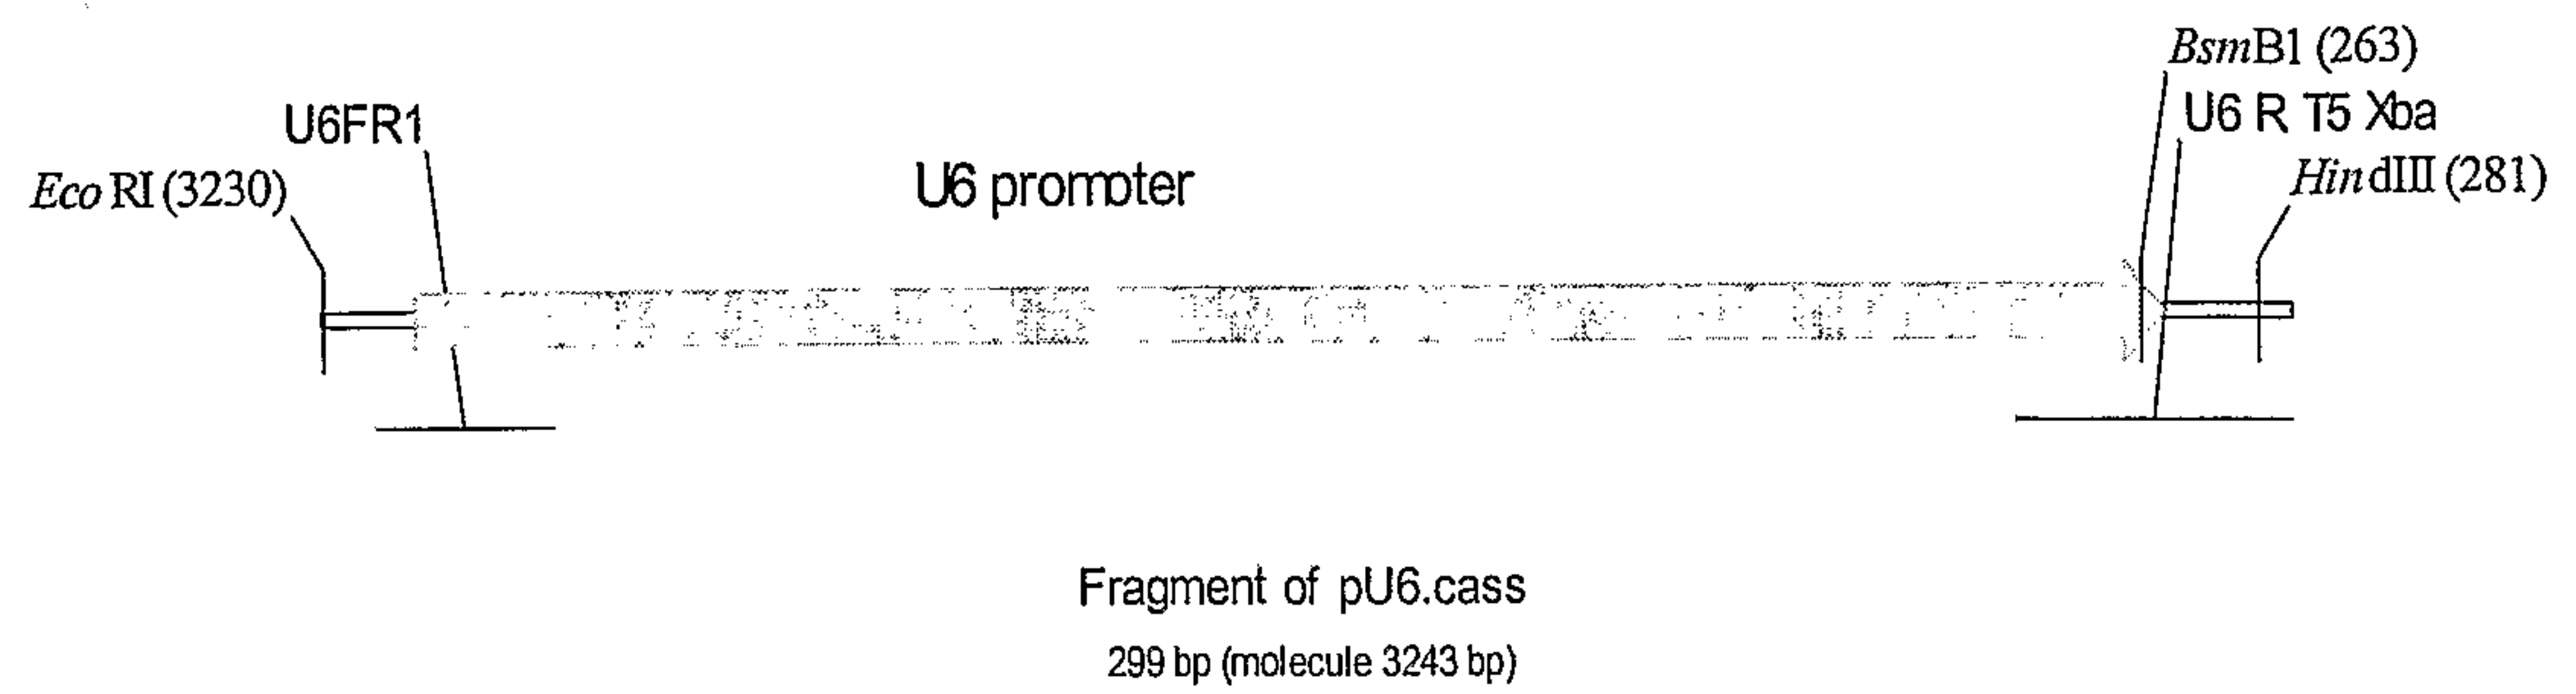 BsmB1 (263)
U6FR1
U6 R T5 Xba
EcoRI (3230)
U6 promoter
HindIII (281)
Fragment of pU6.cass
299 bp (molecule 3243 bp)